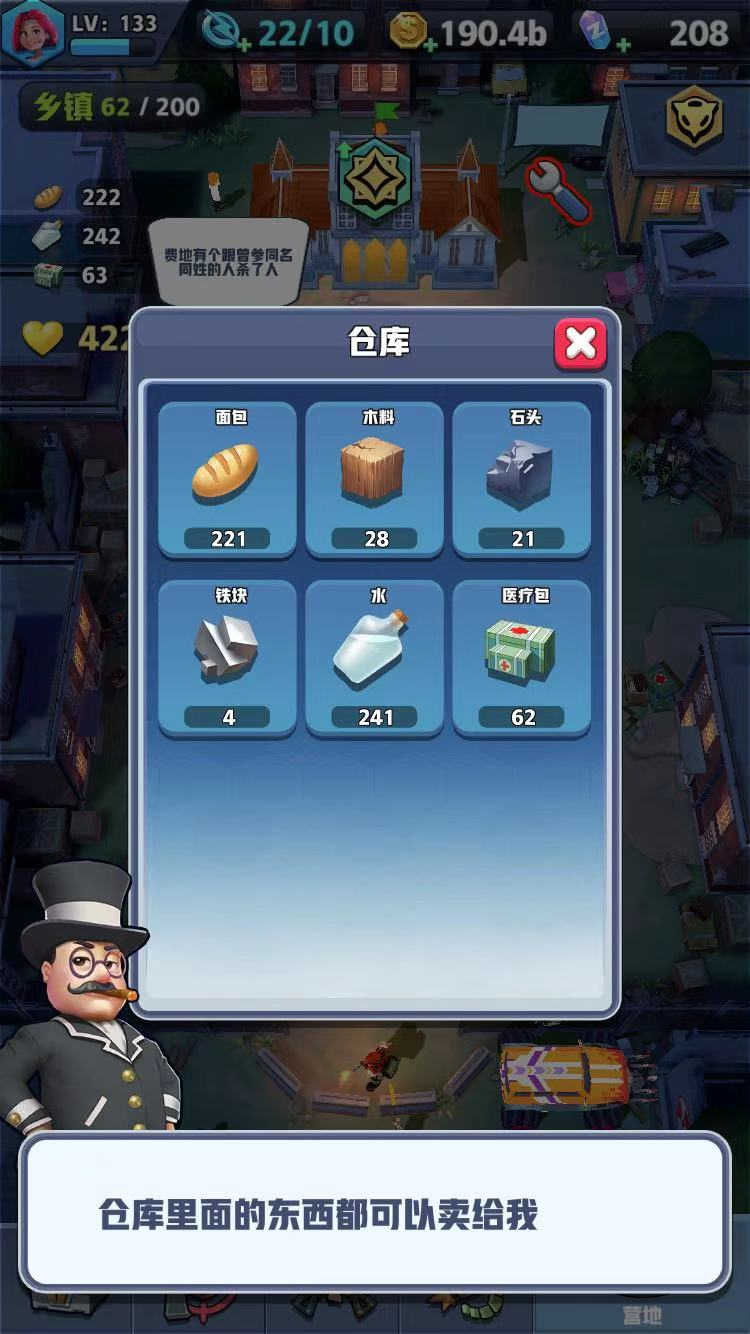 LV: 133
22/10
190.4b
208
乡镇 62 / 200
222
242
63
费地有个跟曾参同名
同姓的人杀了人
仓库
面包
木料
石头
221
28
21
铁块
水
医疗包
4
241
62
仓库里面的东西都可以卖给我
营地